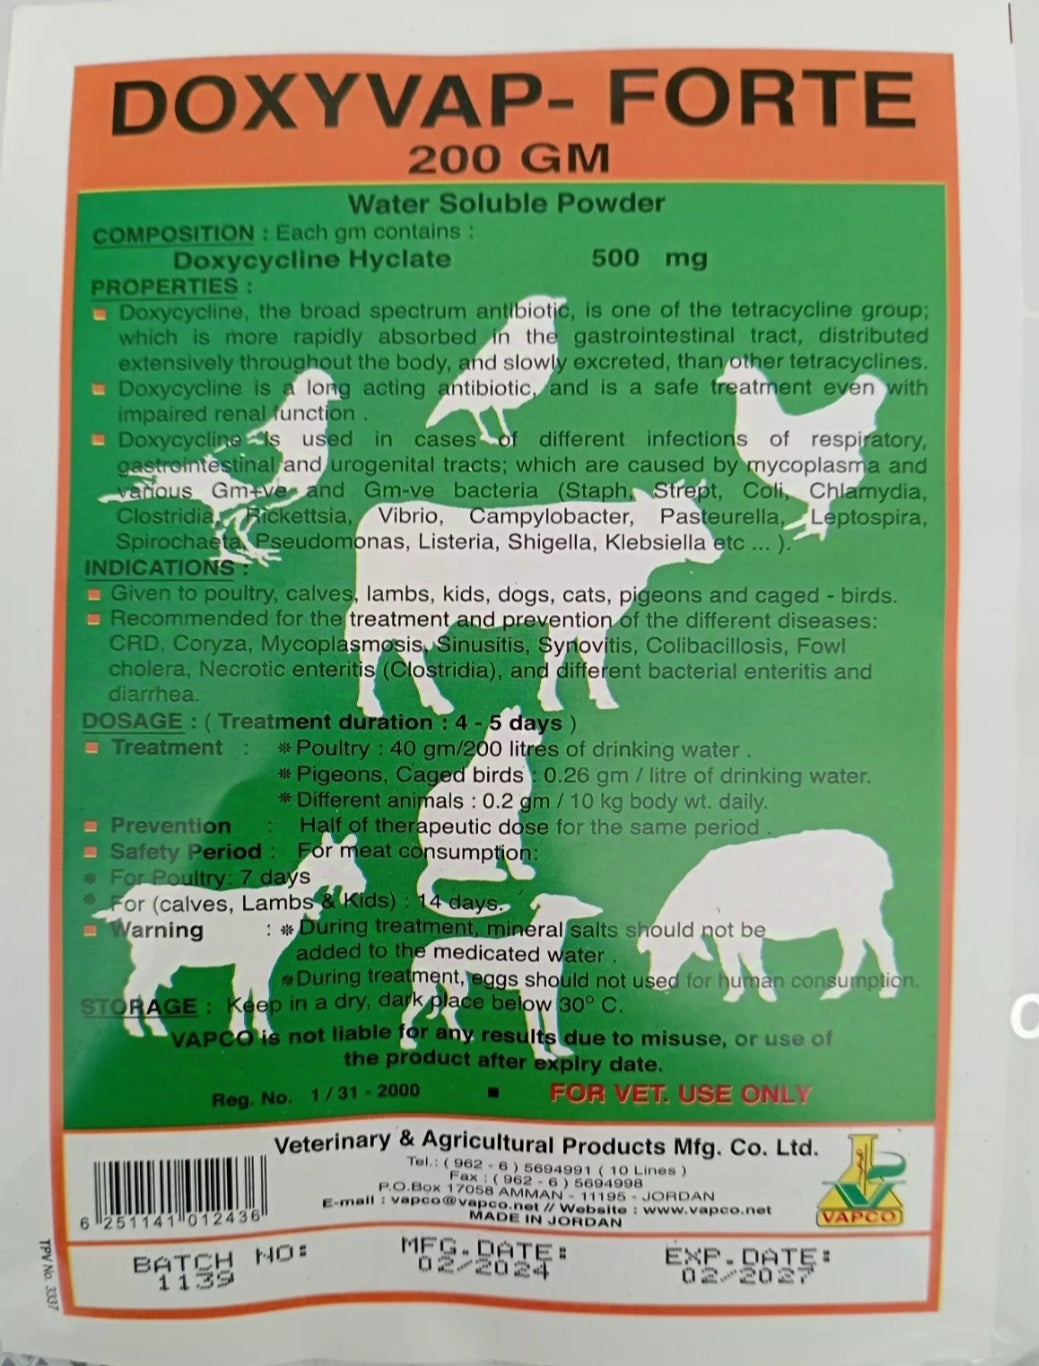 DOXYVAP- FORTE
200 GM
Water Soluble Powder
COMPOSITION : Each gm contains :
Doxycycline Hyclate 500 mg
PROPERTIES :
Doxycycline, the broad spectrum antibiotic, is one of the tetracycline group;
which is more rapidly absorbed in the gastrointestinal tract, distributed
extensively throughout the body, and slowly excreted, than other tetracyclines.
Doxycycline is a long acting antibiotic, and is a safe treatment even with
impaired renal function .
Doxycycline is used in cases of different infections of respiratory,
gastrointestinal and urogenital tracts; which are caused by mycoplasma and
various Gm+ve and Gm-ve bacteria (Staph, Strept, Coli, Chlamydia,
Clostridia, Rickettsia, Vibrio, Campylobacter, Pasteurella, Leptospira,
Spirochaeta, Pseudomonas, Listeria, Shigella, Klebsiella etc ... ).
INDICATIONS :
Given to poultry, calves, lambs, kids, dogs, cats, pigeons and caged - birds.
Recommended for the treatment and prevention of the different diseases:
CRD, Coryza, Mycoplasmosis, Sinusitis, Synovitis, Colibacillosis, Fowl
cholera, Necrotic enteritis (Clostridia), and different bacterial enteritis and
diarrhea.
DOSAGE : ( Treatment duration : 4 - 5 days )
Treatment : * Poultry : 40 gm/200 litres of drinking water .
* Pigeons, Caged birds : 0.26 gm / litre of drinking water.
* Different animals : 0.2 gm / 10 kg body wt. daily.
Prevention : Half of therapeutic dose for the same period .
Safety Period : For meat consumption:
* For Poultry: 7 days
* For (calves, Lambs & Kids) : 14 days.
Warning : * During treatment, mineral salts should not be
added to the medicated water .
* During treatment, eggs should not used for human consumption.
STORAGE : Keep in a dry, dark place below 30° C.
VAPCO is not liable for any results due to misuse, or use of
the product after expiry date.
Reg. No. 1 / 31 - 2000 ■ FOR VET. USE ONLY
Veterinary & Agricultural Products Mfg. Co. Ltd.
Tel.: ( 962 - 6 ) 5694991 ( 10 Lines )
Fax : ( 962 - 6 ) 5694998
P.O.Box 17058 AMMAN - 11195 - JORDAN
E-mail : vapco@vapco.net // Website : www.vapco.net
MADE IN JORDAN
6 251141 012436
VAPCO
TPV No. 3337
BATCH NO: MFG.DATE: EXP.DATE:
1139 02/2024 02/2027